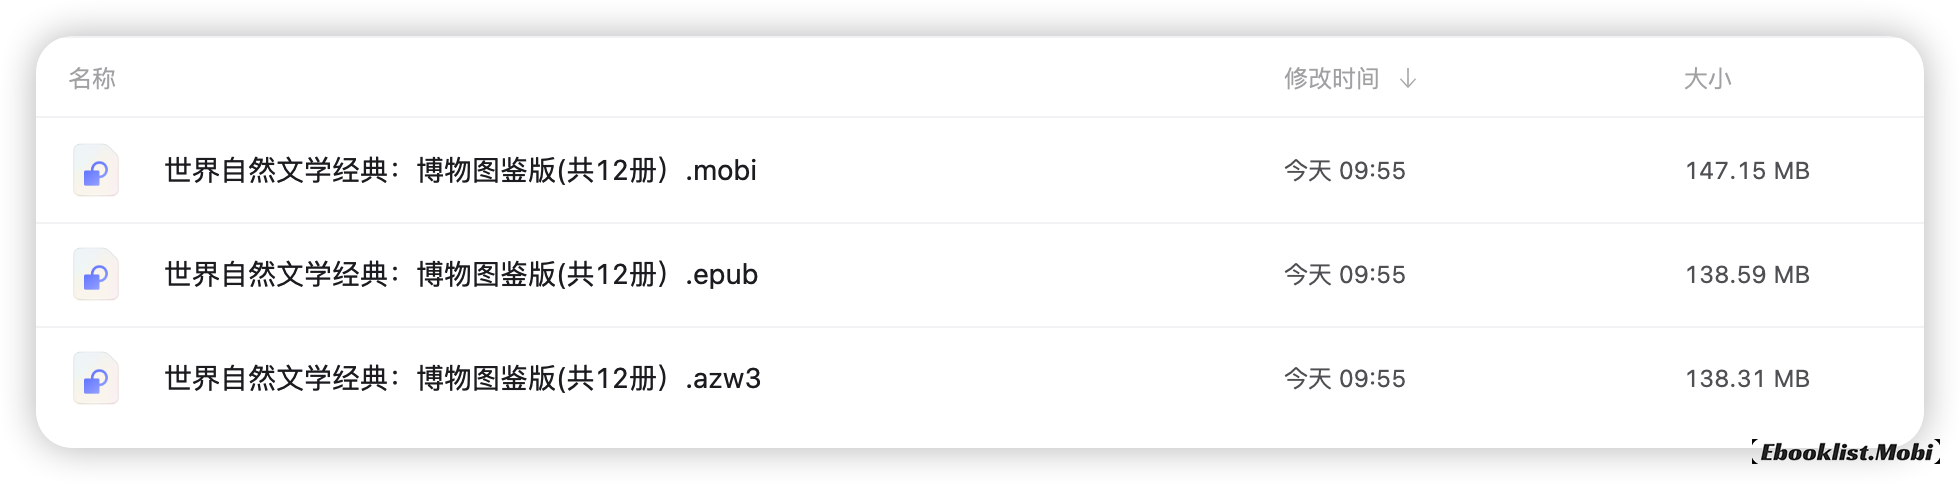 名称 修改时间 ↓ 大小
世界自然文学经典：博物图鉴版(共12册）.mobi 今天 09:55 147.15 MB
世界自然文学经典：博物图鉴版(共12册）.epub 今天 09:55 138.59 MB
世界自然文学经典：博物图鉴版(共12册）.azw3 今天 09:55 138.31 MB
【Ebooklist.Mobi】